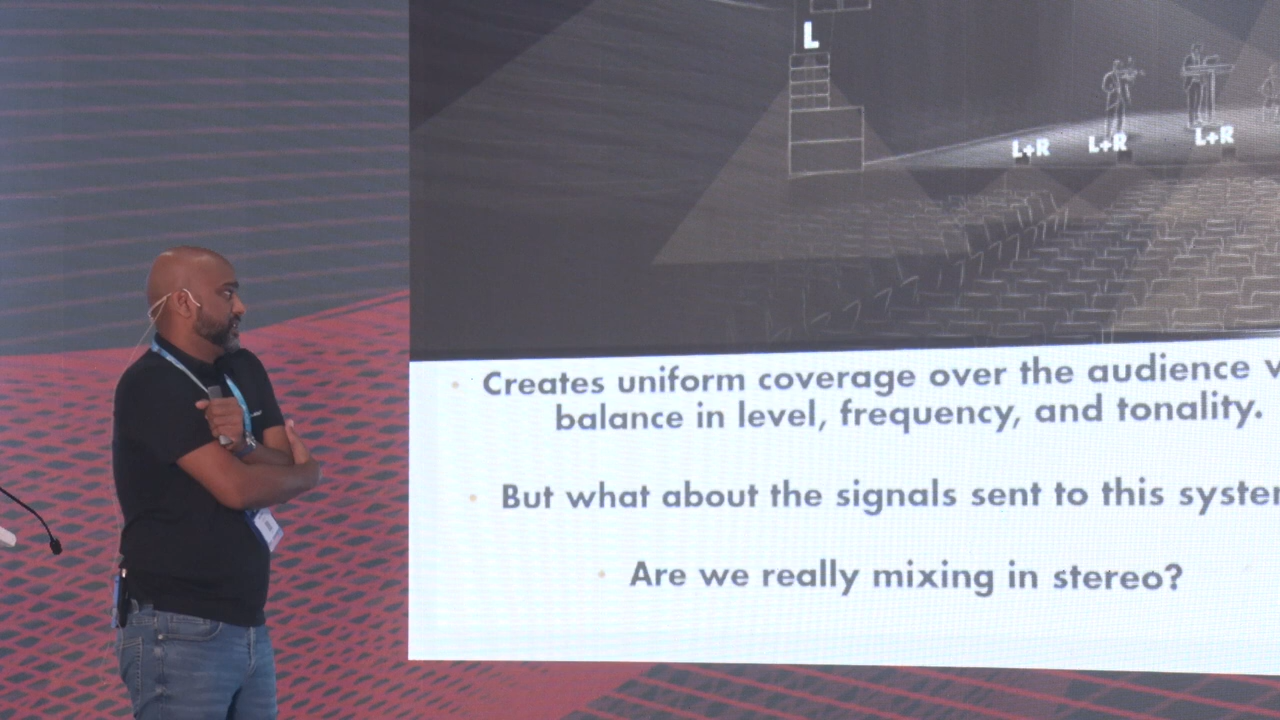 L
L+R L+R L+R
Creates uniform coverage over the audience
balance in level, frequency, and tonality.
But what about the signals sent to this
Are we really mixing in stereo?